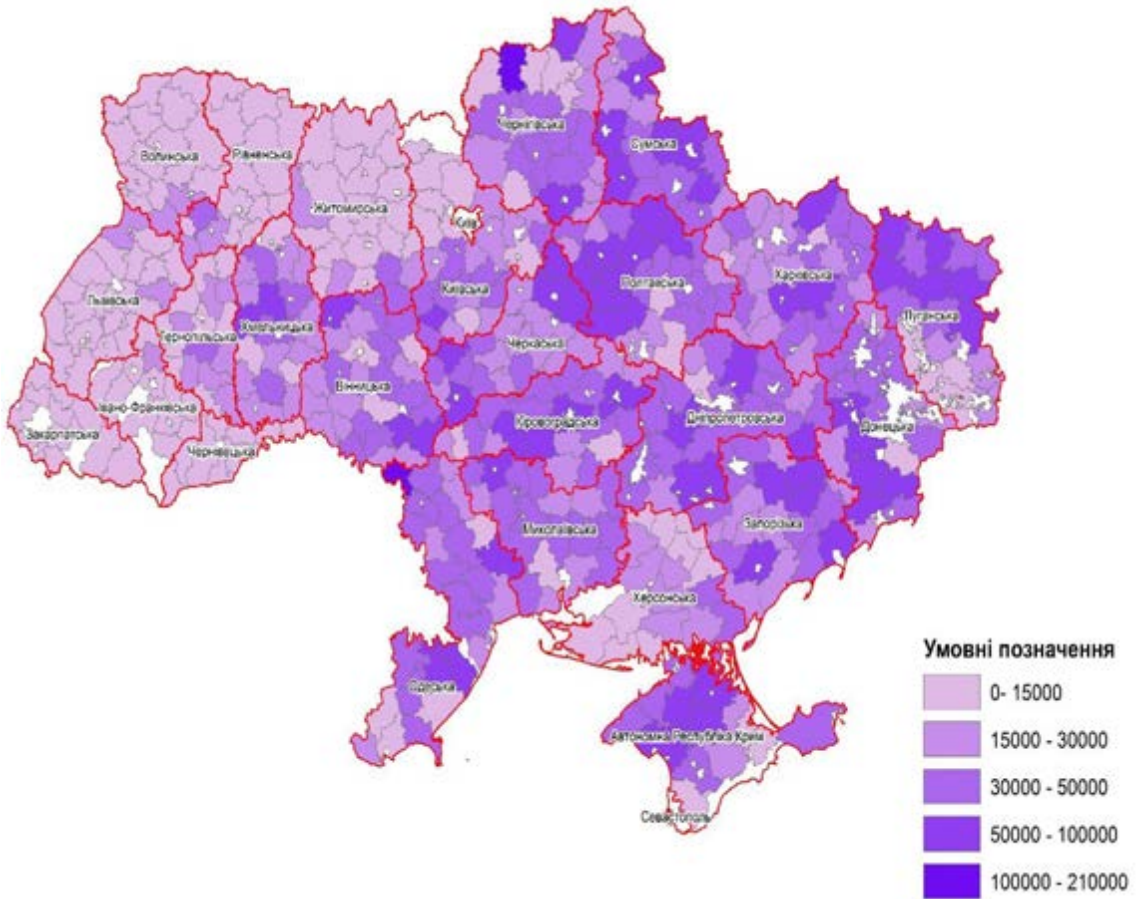 Чернігівська
Сумська
Волинська
Рівненська
Житомирська
Київ
Львівська
Тернопільська
Хмельницька
Київська
Полтавська
Харківська
Луганська
Черкаська
Вінницька
Івано-Франківська
Закарпатська
Чернівецька
Кіровоградська
Дніпропетровська
Донецька
Миколаївська
Запорізька
Херсонська
Одеська
Автономна Республіка Крим
Севастополь
Умовні позначення
0- 15000
15000 - 30000
30000 - 50000
50000 - 100000
100000 - 210000